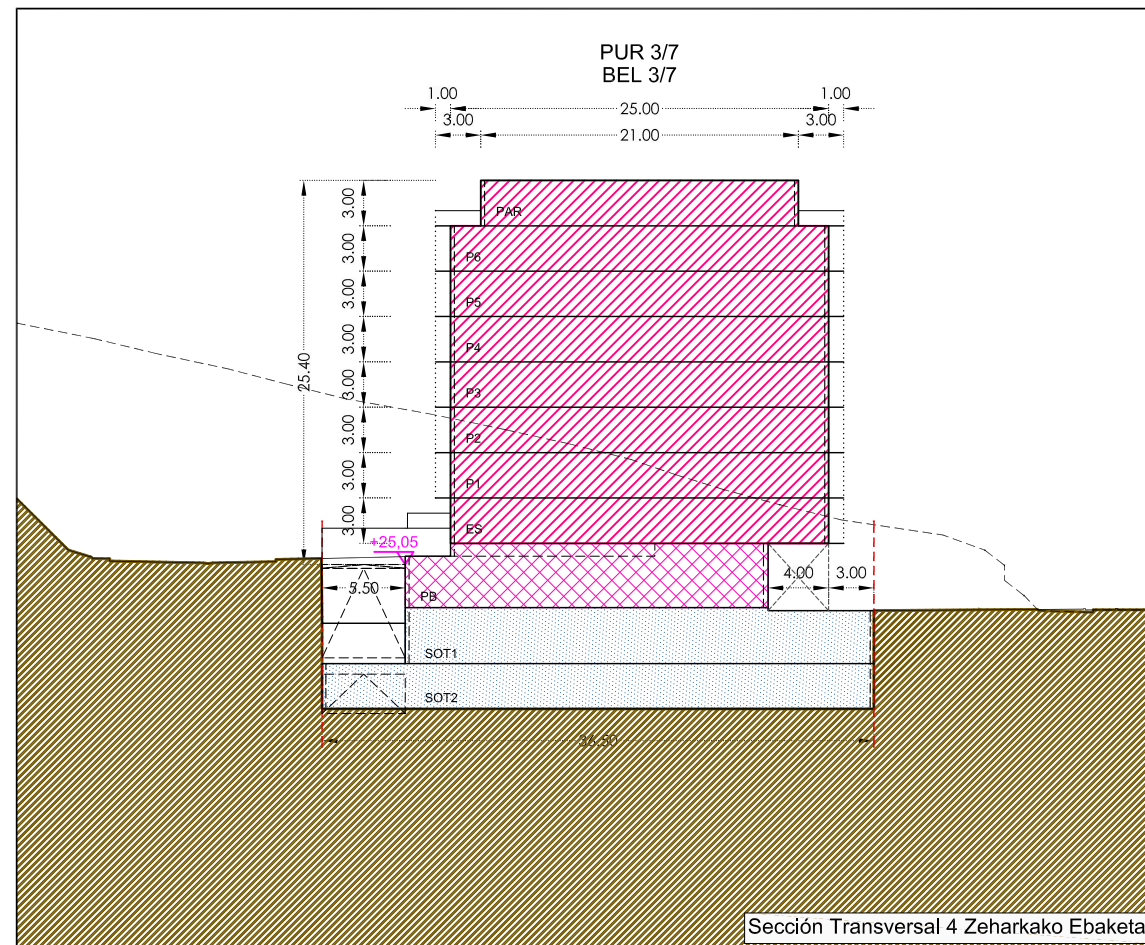 PUR 3/7
BEL 3/7
1.00
25.00
1.00
3.00
21.00
3.00
3.00
PAR
3.00
P6
3.00
P5
3.00
P4
25.40
3.00
P3
3.00
P2
3.00
P1
3.00
ES
+25,05
5.50
4.00
3.00
PB
SOT1
SOT2
36.50
Sección Transversal 4 Zeharkako Ebaketa